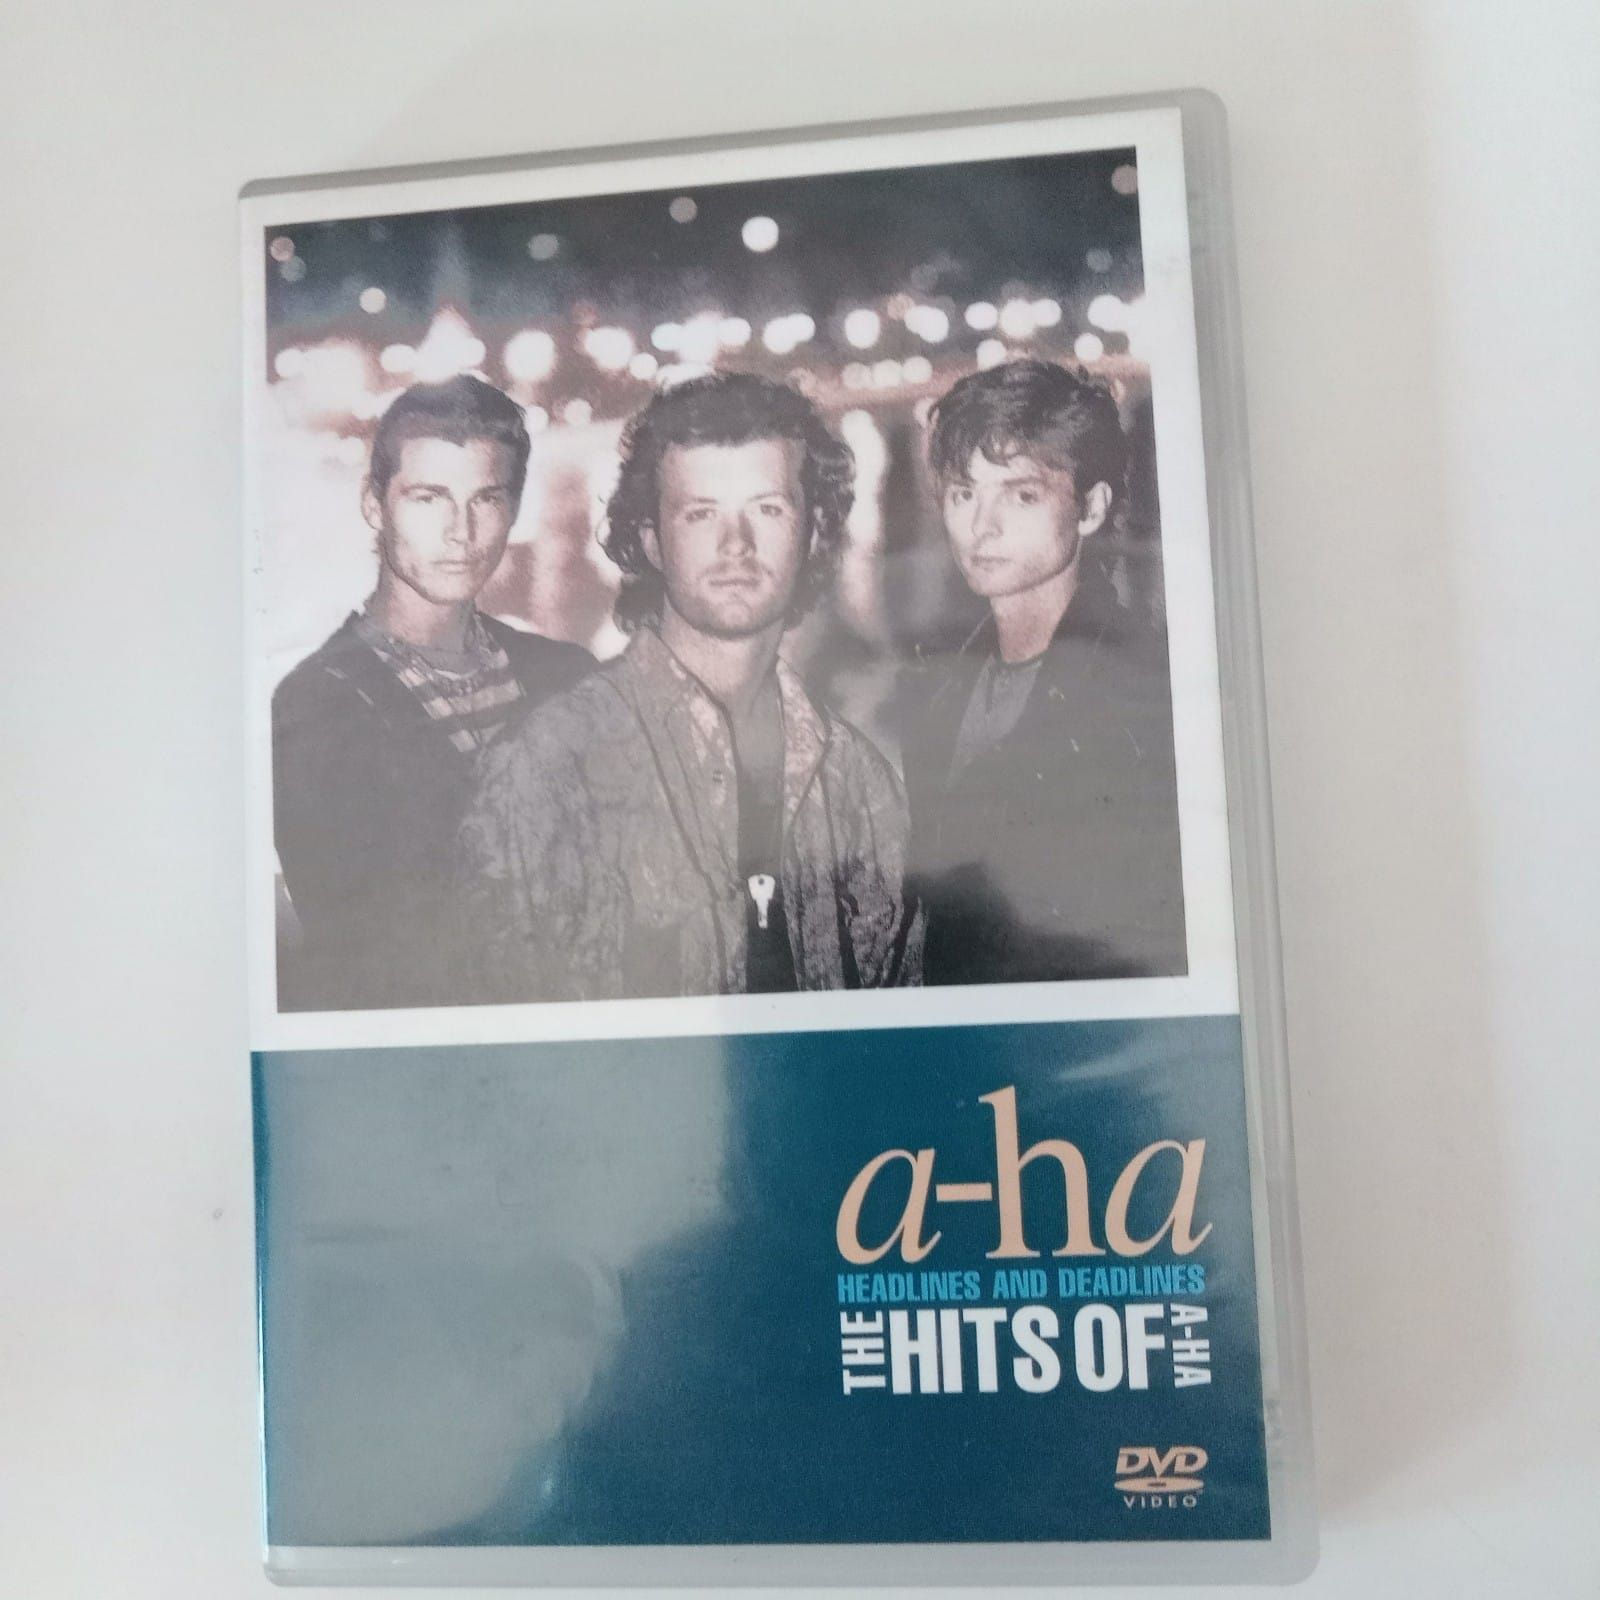 a-ha
HEADLINES AND DEADLINES
THE HITS OF A-HA
DVD
VIDEO